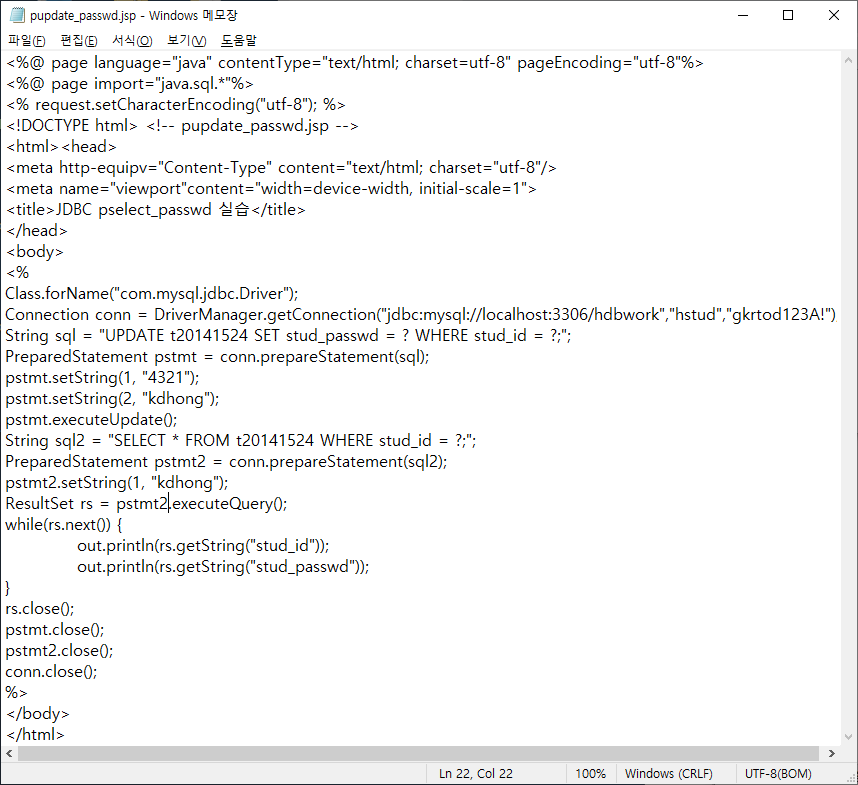 pupdate_passwd.jsp - Windows 메모장
파일(F) 편집(E) 서식(O) 보기(V) 도움말
<%@ page language="java" contentType="text/html; charset=utf-8" pageEncoding="utf-8"%>
<%@ page import="java.sql.*"%>
<% request.setCharacterEncoding("utf-8"); %>
<!DOCTYPE html> <!-- pupdate_passwd.jsp -->
<html><head>
<meta http-equipv="Content-Type" content="text/html; charset="utf-8"/>
<meta name="viewport"content="width=device-width, initial-scale=1">
<title>JDBC pselect_passwd 실습</title>
</head>
<body>
<%
Class.forName("com.mysql.jdbc.Driver");
Connection conn = DriverManager.getConnection("jdbc:mysql://localhost:3306/hdbwork","hstud","gkrtod123A!")
String sql = "UPDATE t20141524 SET stud_passwd = ? WHERE stud_id = ?;";
PreparedStatement pstmt = conn.prepareStatement(sql);
pstmt.setString(1, "4321");
pstmt.setString(2, "kdhong");
pstmt.executeUpdate();
String sql2 = "SELECT * FROM t20141524 WHERE stud_id = ?;";
PreparedStatement pstmt2 = conn.prepareStatement(sql2);
pstmt2.setString(1, "kdhong");
ResultSet rs = pstmt2.executeQuery();
while(rs.next()) {
out.println(rs.getString("stud_id"));
out.println(rs.getString("stud_passwd"));
}
rs.close();
pstmt.close();
pstmt2.close();
conn.close();
%>
</body>
</html>
Ln 22, Col 22 100% Windows (CRLF) UTF-8(BOM)